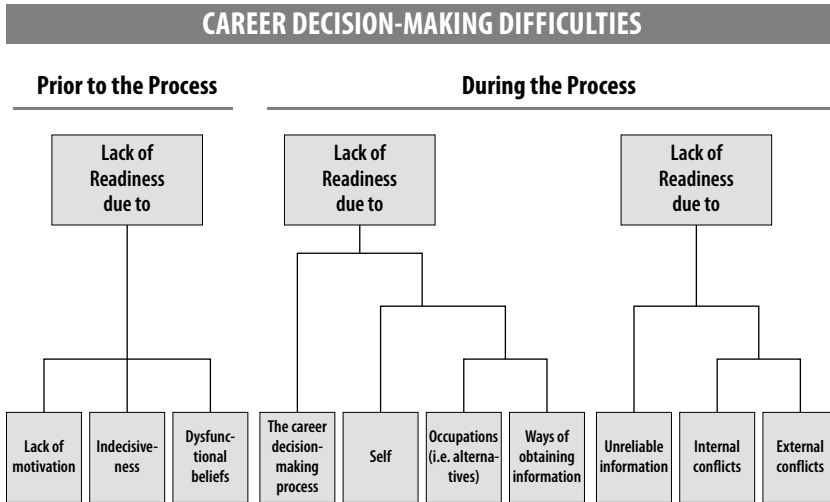 CAREER DECISION-MAKING DIFFICULTIES
Prior to the Process
During the Process
Lack of
Readiness
due to
Lack of
Readiness
due to
Lack of
Readiness
due to
Lack of
motivation
Indecisive-
ness
Dysfunc-
tional
beliefs
The career
decision-
making
process
Self
Occupations
(i.e. alterna-
tives)
Ways of
obtaining
information
Unreliable
information
Internal
conflicts
External
conflicts